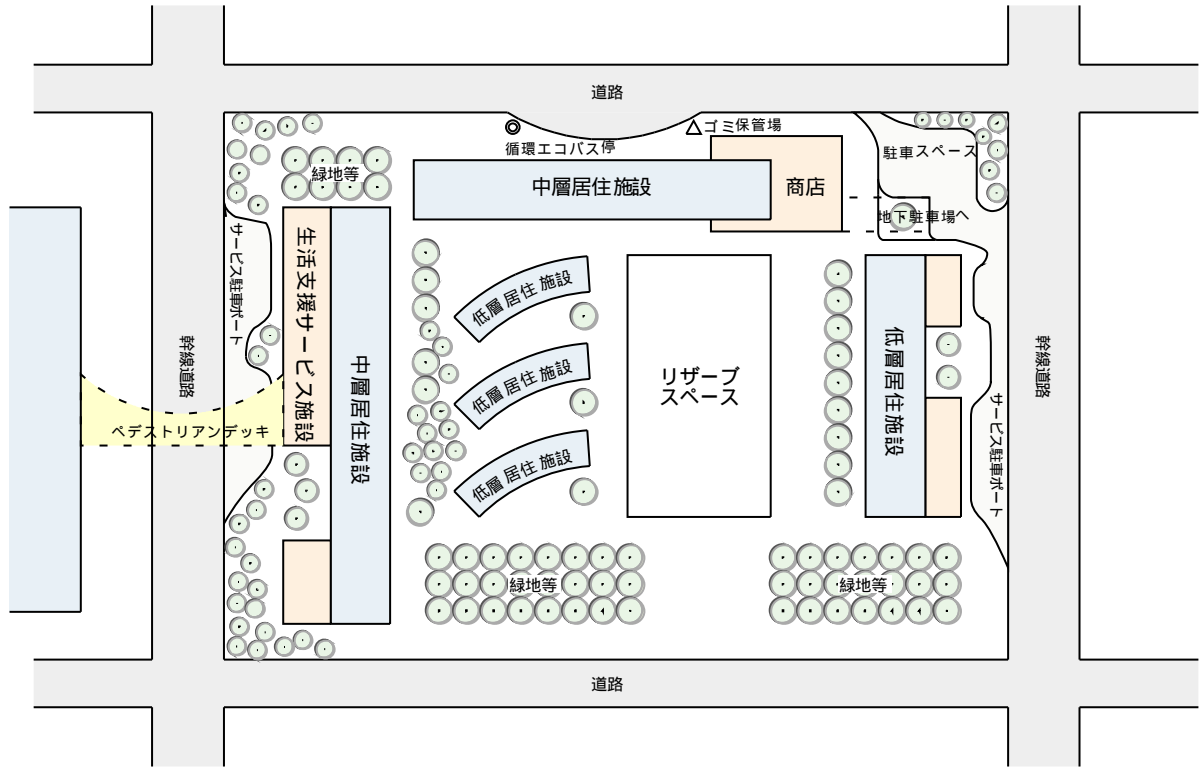 道路
ゴミ保管場
循環エコバス停
駐車スペース
緑地等
中層居住施設
商店
地下駐車場へ
サービス駐車ポート
生活支援サービス施設
低層居住施設
幹線道路
中層居住施設
低層居住施設
リザーブ
スペース
低層居住施設
幹線道路
ペデストリアンデッキ
低層居住施設
サービス駐車ポート
緑地等
緑地等
道路